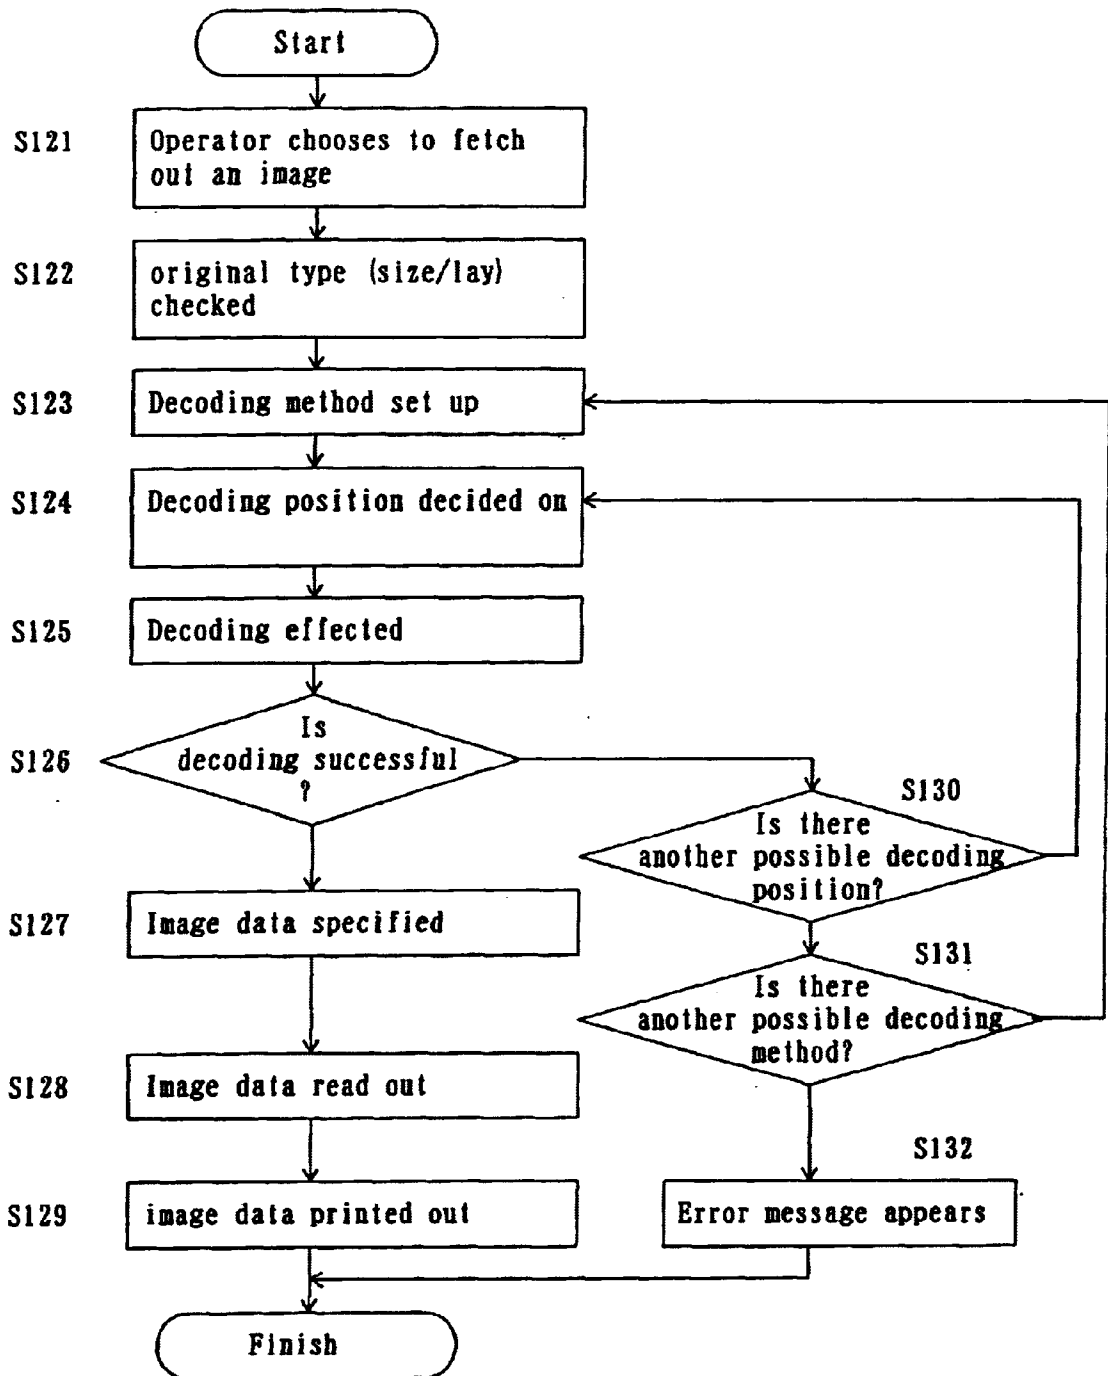 Start
S121
Operator chooses to fetch
out an image
S122
original type (size/lay)
checked
S123
Decoding method set up
S124
Decoding position decided on
S125
Decoding effected
S126
Is
decoding successful
?
S130
Is there
another possible decoding
position?
S127
Image data specified
S131
Is there
another possible decoding
method?
S128
Image data read out
S132
Error message appears
S129
image data printed out
Finish